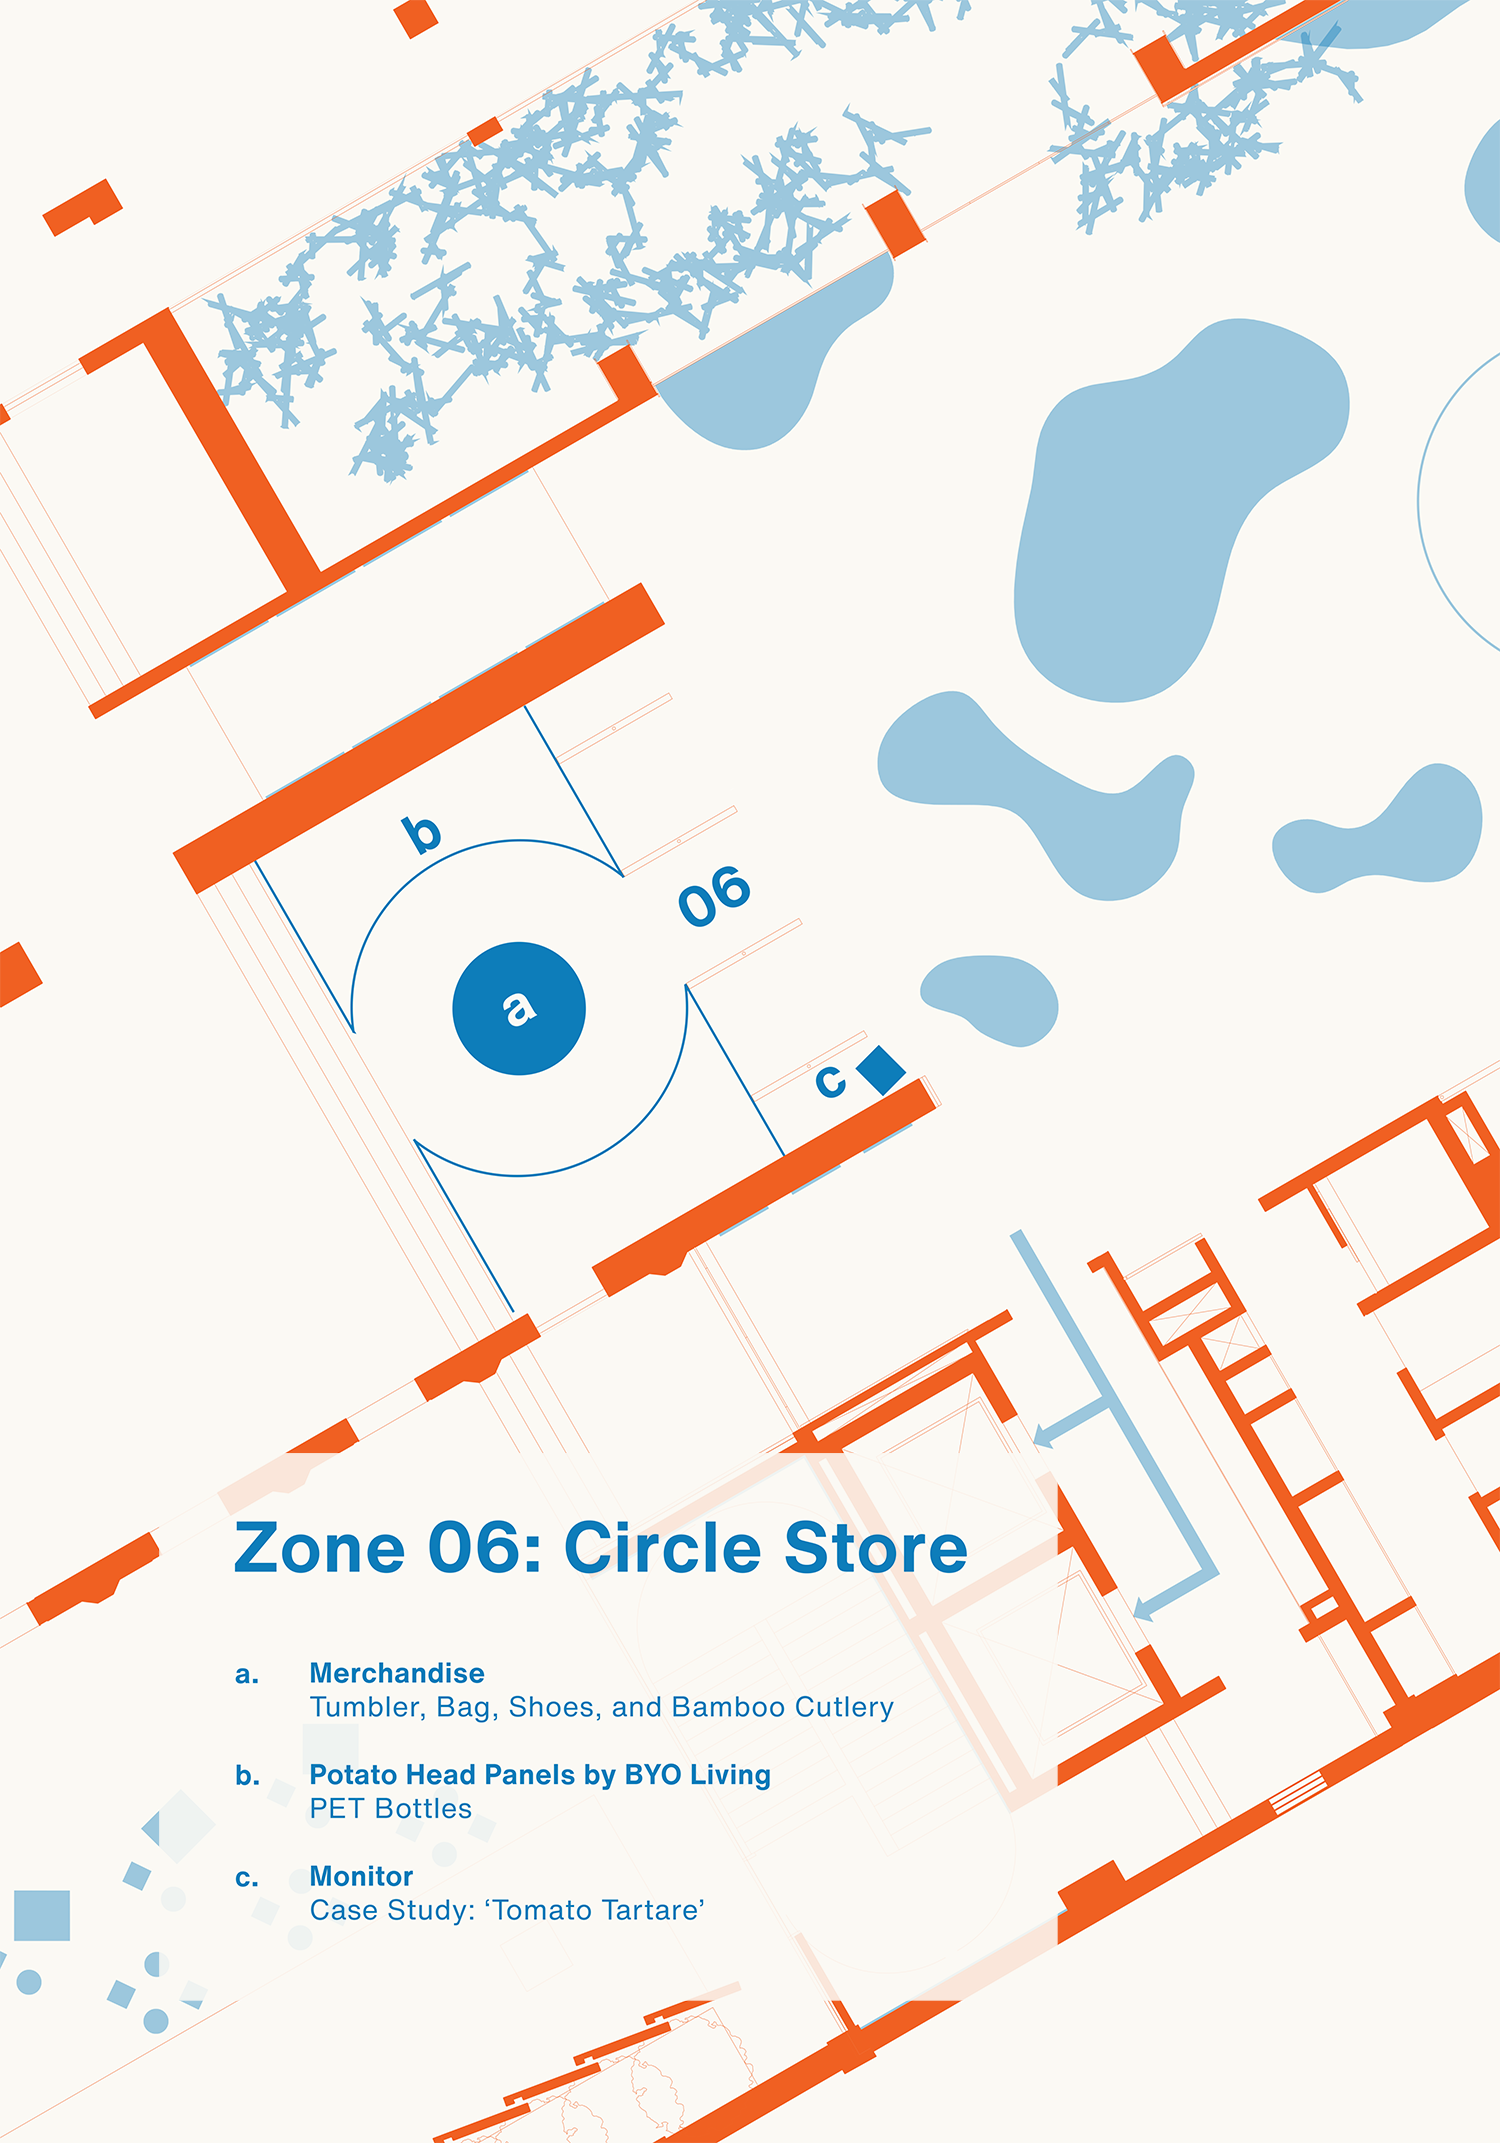 b
06
a
c
Zone 06: Circle Store
a. Merchandise
Tumbler, Bag, Shoes, and Bamboo Cutlery
b. Potato Head Panels by BYO Living
PET Bottles
c. Monitor
Case Study: ‘Tomato Tartare’